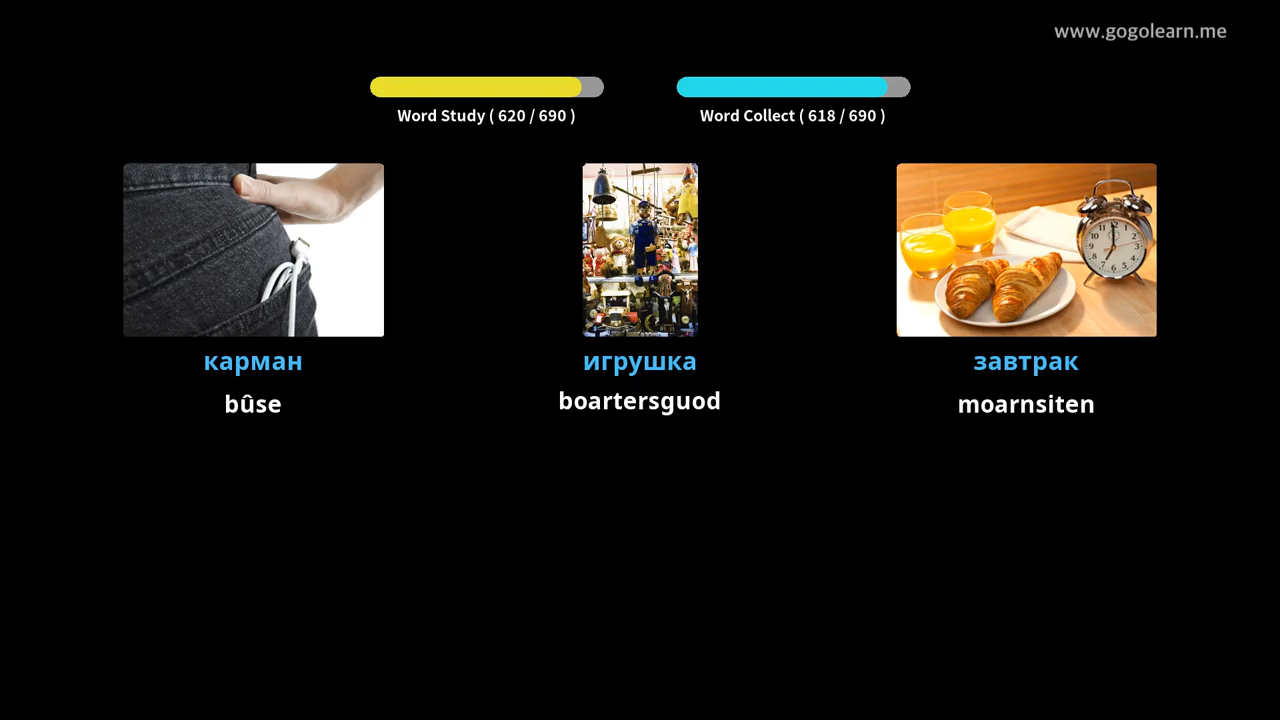 www.gogolearn.me
Word Study ( 620 / 690 )
Word Collect ( 618 / 690 )
карман
игрушка
завтрак
bûse
boartersguod
moarnsiten